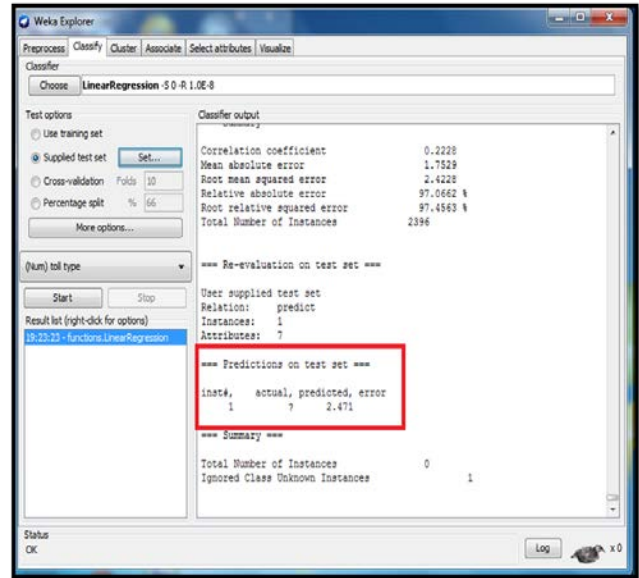 Weka Explorer
Preprocess Classify Cluster Associate Select attributes Visualize
Classifier
Choose LinearRegression -S 0 -R 1.0E-8
Test options
Use training set
Supplied test set Set...
Cross-validation Folds 10
Percentage split % 66
More options...
(Num) toll type
Start Stop
Result list (right-click for options)
19:23:23 - functions.LinearRegression
Classifier output
Correlation coefficient 0.2228
Mean absolute error 1.7529
Root mean squared error 2.4228
Relative absolute error 97.0662 %
Root relative squared error 97.4563 %
Total Number of Instances 2396
=== Re-evaluation on test set ===
User supplied test set
Relation: predict
Instances: 1
Attributes: 7
=== Predictions on test set ===
inst#, actual, predicted, error
1 ? 2.471
=== Summary ===
Total Number of Instances 0
Ignored Class Unknown Instances 1
Status
OK
Log x 0